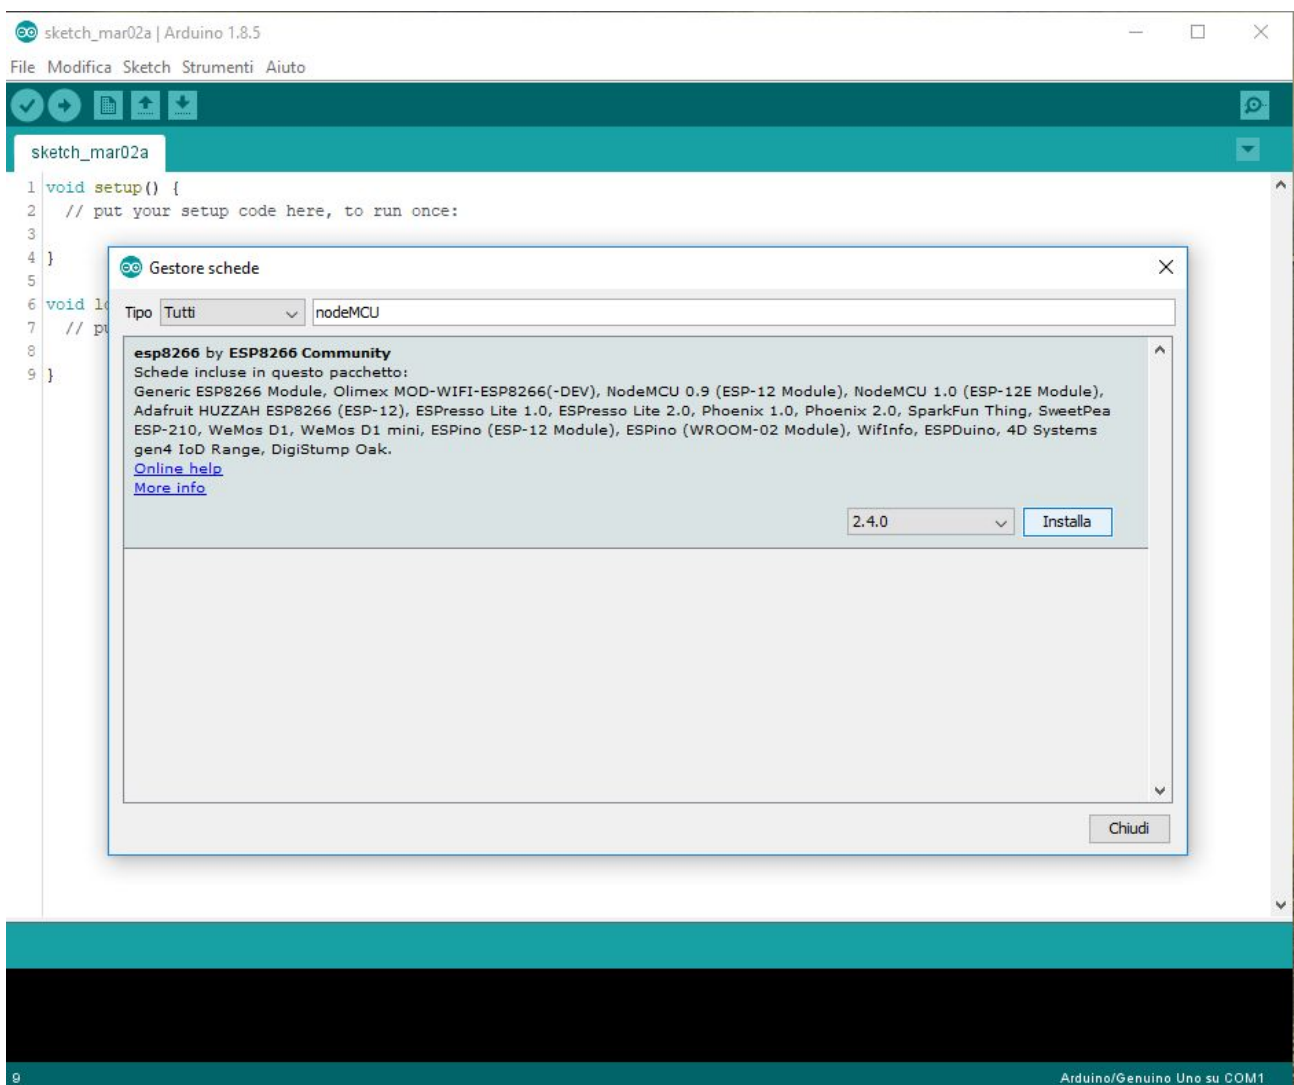 sketch_mar02a | Arduino 1.8.5
File Modifica Sketch Strumenti Aiuto
sketch_mar02a
1 void setup() {
2 // put your setup code here, to run once:
3
4 }
5
6 void lo
7 // pu
8
9 }
Gestore schede
Tipo Tutti nodeMCU
esp8266 by ESP8266 Community
Schede incluse in questo pacchetto:
Generic ESP8266 Module, Olimex MOD-WIFI-ESP8266(-DEV), NodeMCU 0.9 (ESP-12 Module), NodeMCU 1.0 (ESP-12E Module),
Adafruit HUZZAH ESP8266 (ESP-12), ESPresso Lite 1.0, ESPresso Lite 2.0, Phoenix 1.0, Phoenix 2.0, SparkFun Thing, SweetPea
ESP-210, WeMos D1, WeMos D1 mini, ESPino (ESP-12 Module), ESPino (WROOM-02 Module), WifInfo, ESPDuino, 4D Systems
gen4 IoD Range, DigiStump Oak.
Online help
More info
2.4.0 Installa
Chiudi
9 Arduino/Genuino Uno su COM1